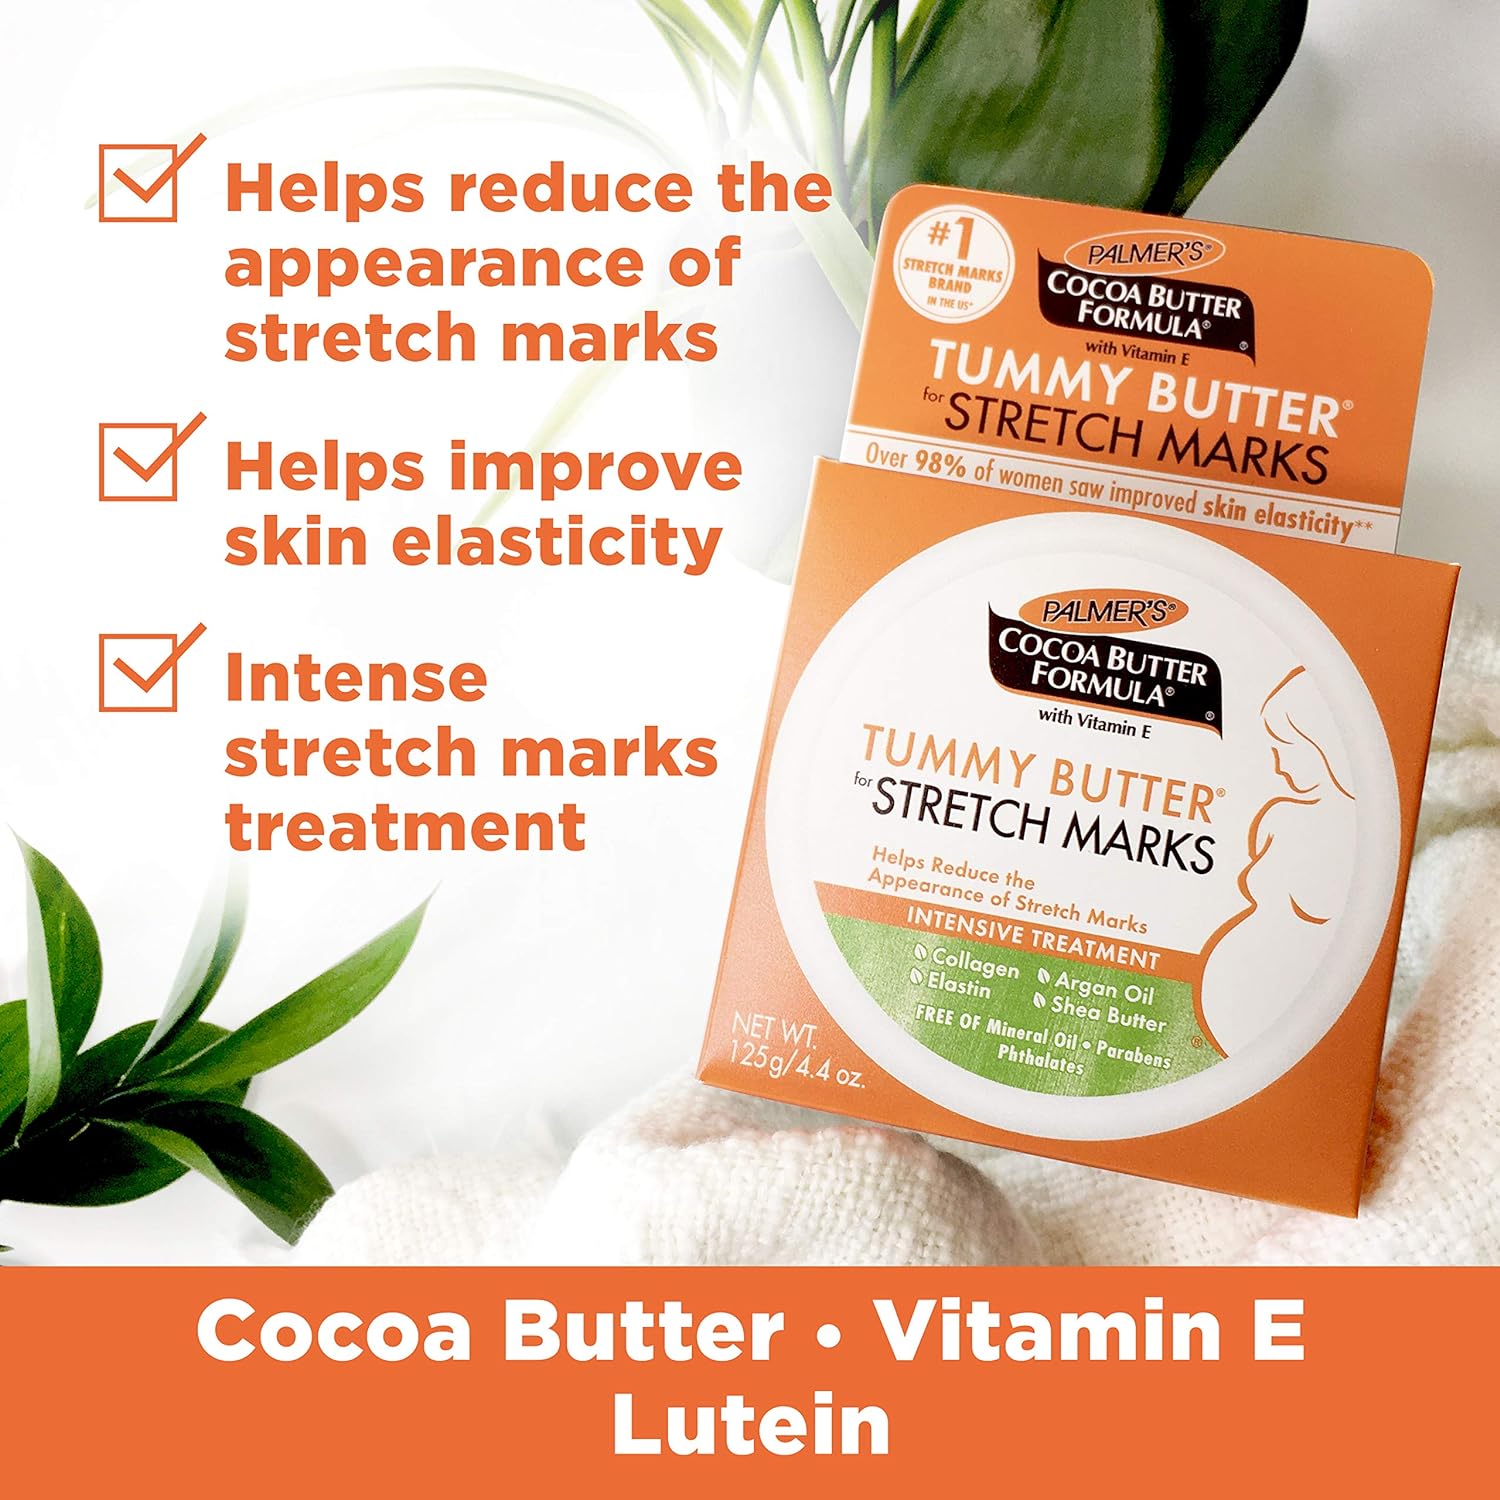 Helps reduce the
appearance of
stretch marks
Helps improve
skin elasticity
Intense
stretch marks
treatment
#1
STRETCH MARKS
BRAND
IN THE US*
PALMER'S®
COCOA BUTTER
FORMULA®
®
with Vitamin E
TUMMY BUTTER®
for STRETCH MARKS
Over 98% of women saw improved skin elasticity**
PALMER'S®
COCOA BUTTER
FORMULA®
®
with Vitamin E
TUMMY BUTTER®
for STRETCH MARKS
Helps Reduce the
Appearance of Stretch Marks
INTENSIVE TREATMENT
Collagen Argan Oil
Elastin Shea Butter
FREE OF Mineral Oil • Parabens
Phthalates
®
NET WT.
125g/4.4 oz.
Cocoa Butter • Vitamin E
Lutein